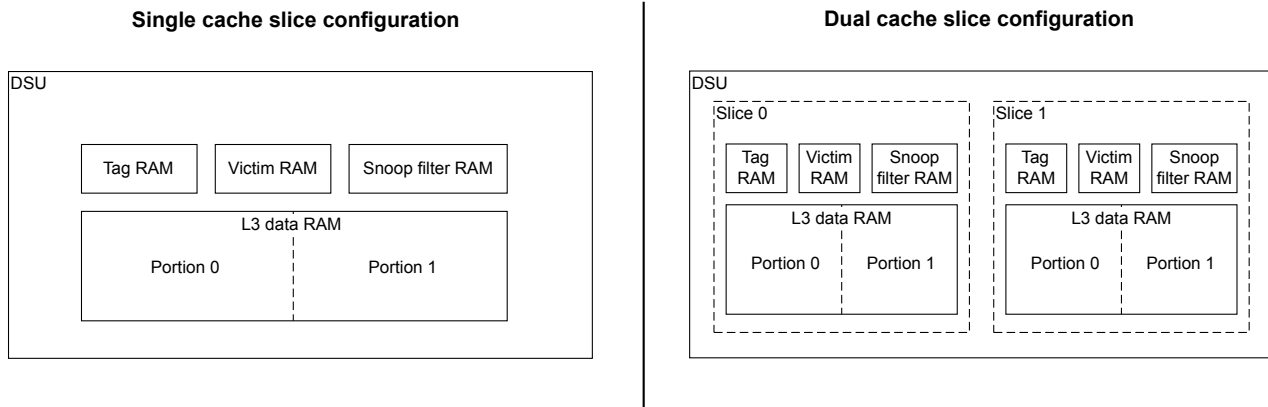 Single cache slice configuration
DSU
Tag RAM
Victim RAM
Snoop filter RAM
L3 data RAM
Portion 0
Portion 1
Dual cache slice configuration
DSU
Slice 0
Tag
RAM
Victim
RAM
Snoop
filter RAM
L3 data RAM
Portion 0
Portion 1
Slice 1
Tag
RAM
Victim
RAM
Snoop
filter RAM
L3 data RAM
Portion 0
Portion 1